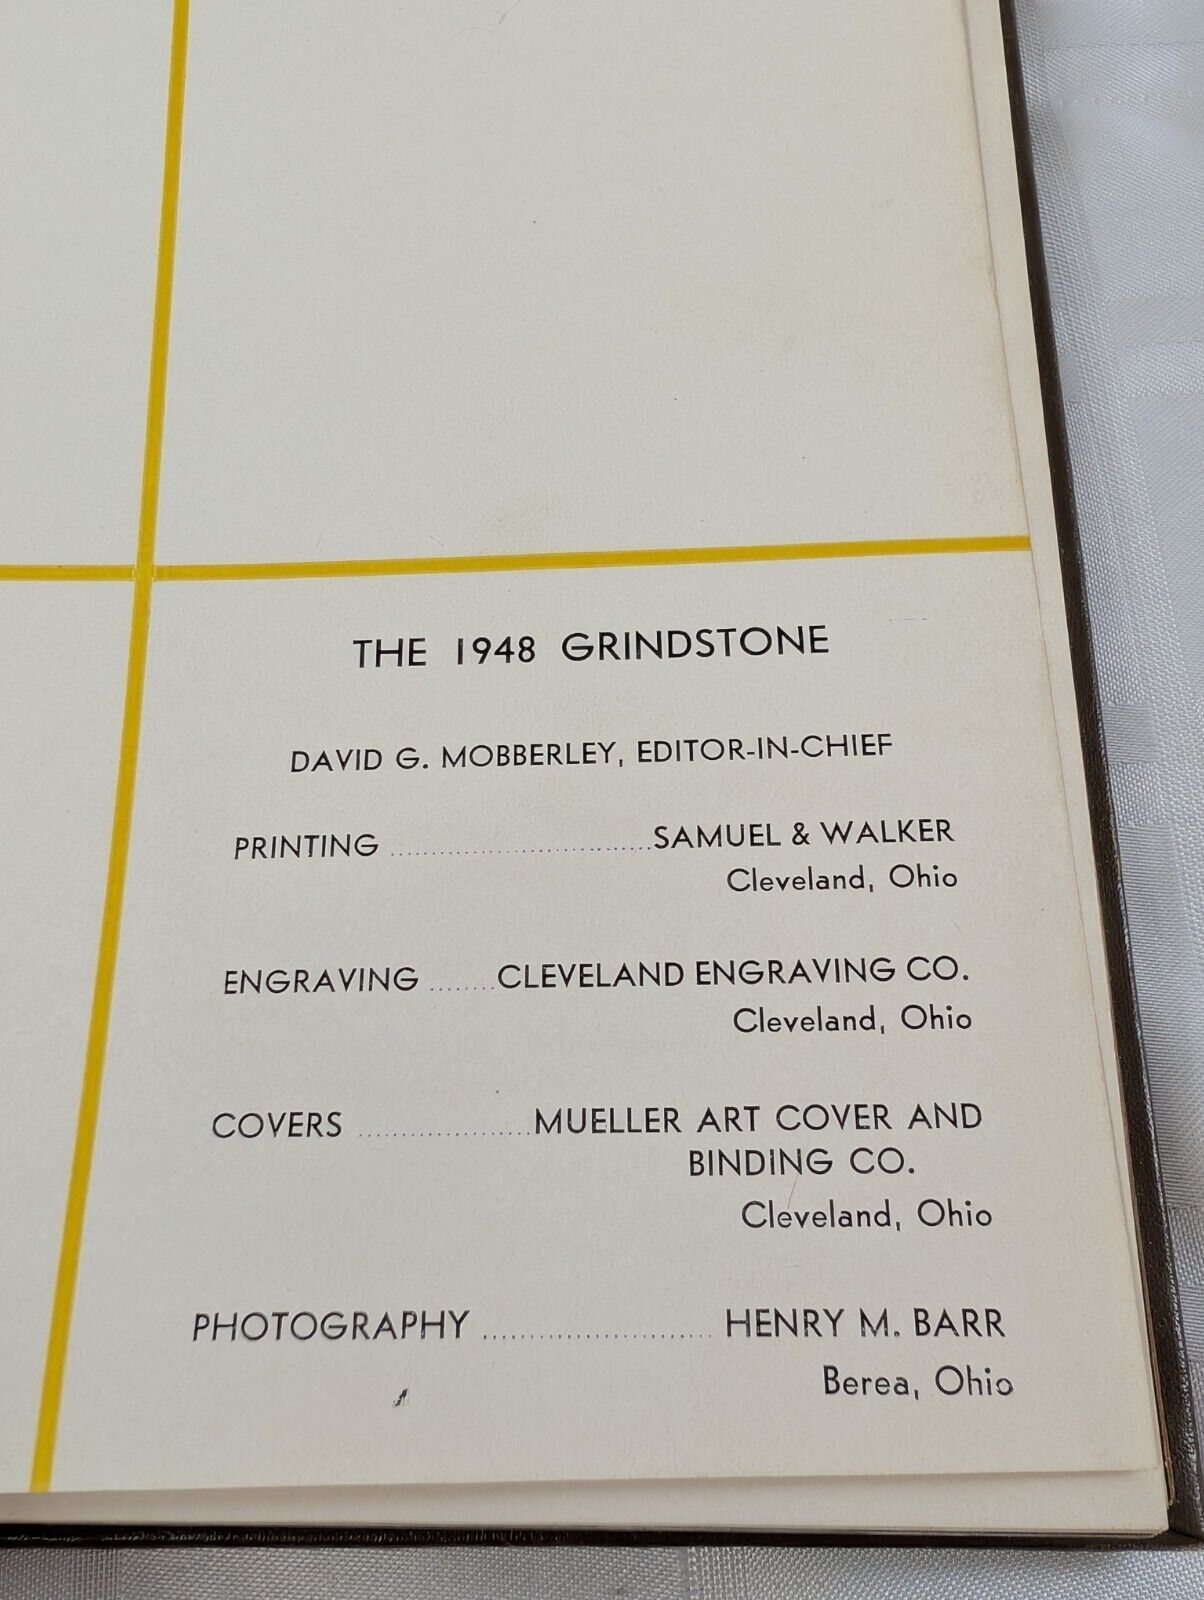 THE 1948 GRINDSTONE
DAVID G. MOBBERLEY, EDITOR-IN-CHIEF
PRINTING ............................... SAMUEL & WALKER
Cleveland, Ohio
ENGRAVING ........ CLEVELAND ENGRAVING CO.
Cleveland, Ohio
COVERS ..................... MUELLER ART COVER AND
BINDING CO.
Cleveland, Ohio
PHOTOGRAPHY ........................... HENRY M. BARR
Berea, Ohio